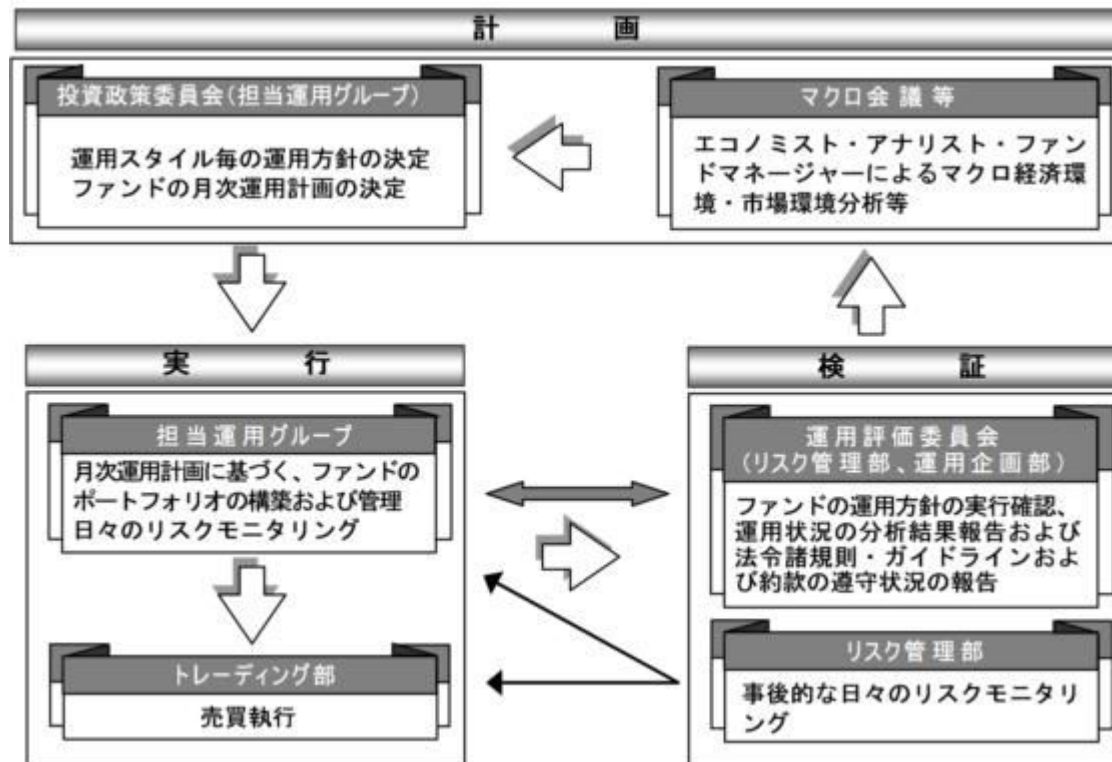 計画
投資政策委員会(担当運用グループ)
運用スタイル毎の運用方針の決定
ファンドの月次運用計画の決定
マクロ会議等
エコノミスト・アナリスト・ファン
ドマネージャーによるマクロ経済環
境・市場環境分析等
実行
担当運用グループ
月次運用計画に基づく、ファンドの
ポートフォリオの構築および管理
日々のリスクモニタリング
トレーディング部
売買執行
検証
運用評価委員会
(リスク管理部、運用企画部)
ファンドの運用方針の実行確認、
運用状況の分析結果報告および
法令諸規則・ガイドラインおよ
び約款の遵守状況の報告
リスク管理部
事後的な日々のリスクモニタリ
ング